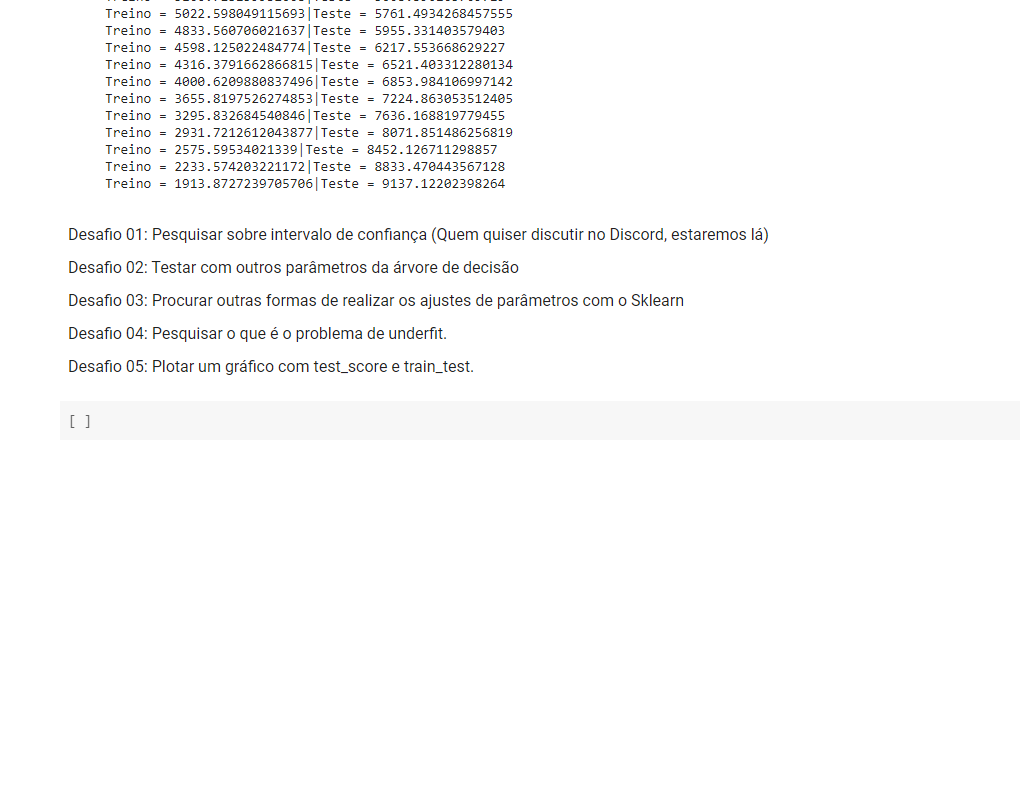 Treino = 5022.598049115693|Teste = 5761.4934268457555
Treino = 4833.560706021637|Teste = 5955.331403579403
Treino = 4598.125022484774|Teste = 6217.553668629227
Treino = 4316.3791662866815|Teste = 6521.403312280134
Treino = 4000.6209880837496|Teste = 6853.984106997142
Treino = 3655.8197526274853|Teste = 7224.863053512405
Treino = 3295.832684540846|Teste = 7636.168819779455
Treino = 2931.7212612043877|Teste = 8071.851486256819
Treino = 2575.59534021339|Teste = 8452.126711298857
Treino = 2233.574203221172|Teste = 8833.470443567128
Treino = 1913.8727239705706|Teste = 9137.12202398264
Desafio 01: Pesquisar sobre intervalo de confiança (Quem quiser discutir no Discord, estaremos lá)
Desafio 02: Testar com outros parâmetros da árvore de decisão
Desafio 03: Procurar outras formas de realizar os ajustes de parâmetros com o Sklearn
Desafio 04: Pesquisar o que é o problema de underfit.
Desafio 05: Plotar um gráfico com test_score e train_test.
[ ]